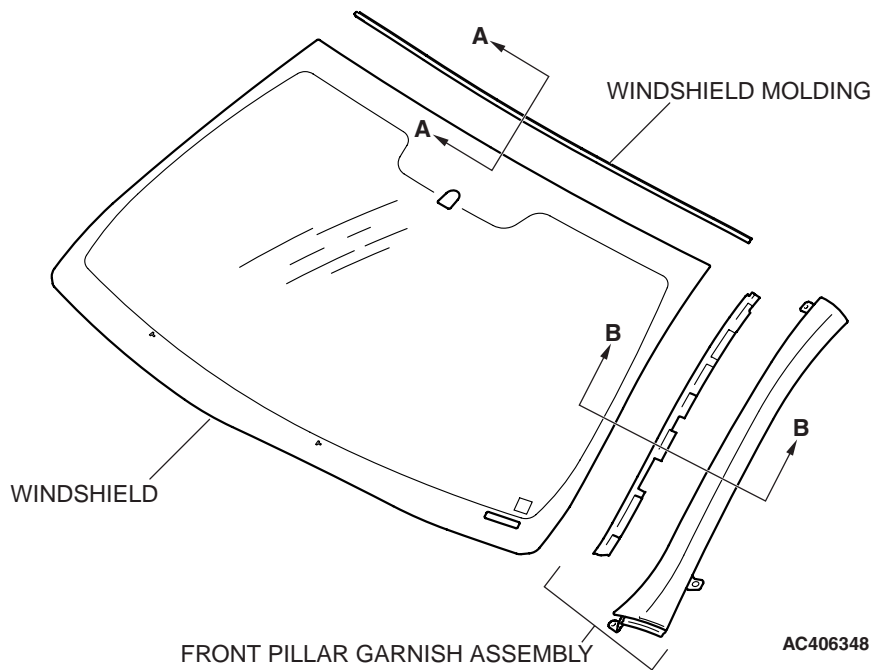 A
WINDSHIELD MOLDING
A
B
B
WINDSHIELD
FRONT PILLAR GARNISH ASSEMBLY
AC406348